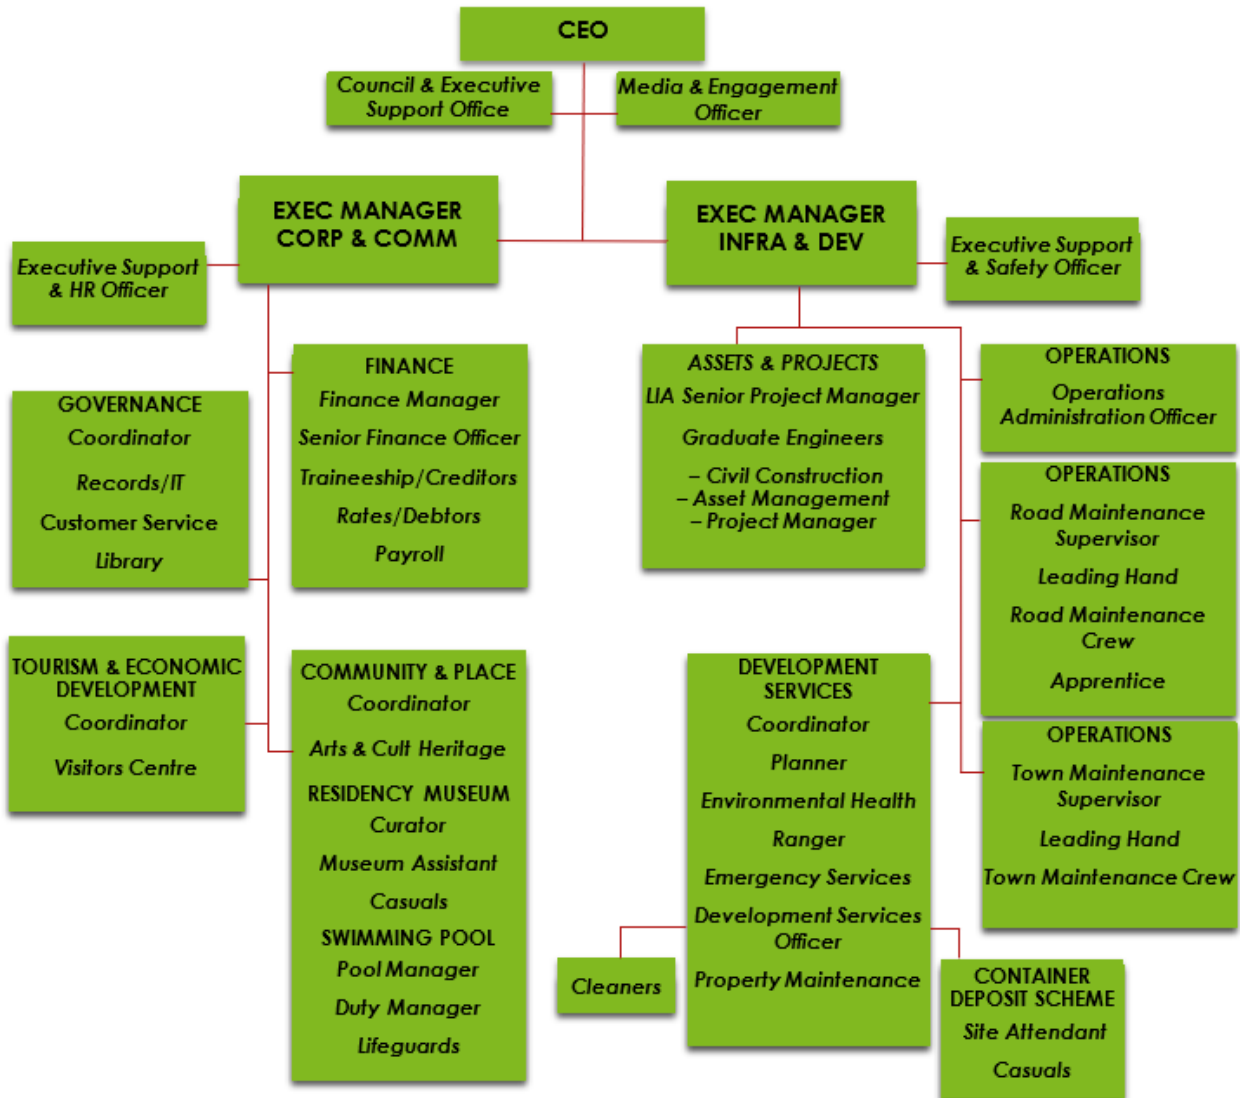 CEO
Council & Executive
Support Office
Media & Engagement
Officer
EXEC MANAGER
CORP & COMM
EXEC MANAGER
INFRA & DEV
Executive Support
& HR Officer
Executive Support
& Safety Officer
GOVERNANCE
Coordinator
Records/IT
Customer Service
Library
FINANCE
Finance Manager
Senior Finance Officer
Traineeship/Creditors
Rates/Debtors
Payroll
ASSETS & PROJECTS
LIA Senior Project Manager
Graduate Engineers
– Civil Construction
– Asset Management
– Project Manager
OPERATIONS
Operations
Administration Officer
OPERATIONS
Road Maintenance
Supervisor
Leading Hand
Road Maintenance
Crew
Apprentice
TOURISM & ECONOMIC
DEVELOPMENT
Coordinator
Visitors Centre
COMMUNITY & PLACE
Coordinator
Arts & Cult Heritage
RESIDENCY MUSEUM
Curator
Museum Assistant
Casuals
SWIMMING POOL
Pool Manager
Duty Manager
Lifeguards
DEVELOPMENT
SERVICES
Coordinator
Planner
Environmental Health
Ranger
Emergency Services
Development Services
Officer
Property Maintenance
OPERATIONS
Town Maintenance
Supervisor
Leading Hand
Town Maintenance Crew
Cleaners
CONTAINER
DEPOSIT SCHEME
Site Attendant
Casuals